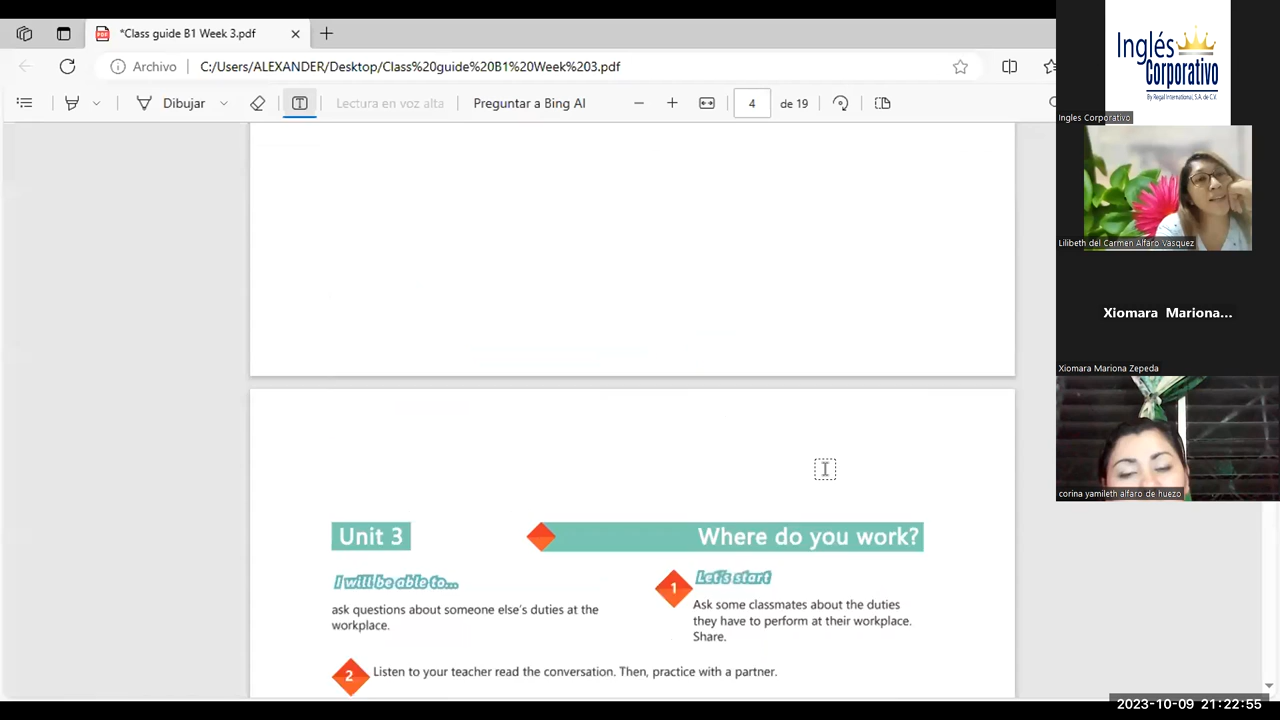 *Class guide B1 Week 3.pdf
Archivo
C:/Users/ALEXANDER/Desktop/Class%20guide%20B1%20Week%203.pdf
Dibujar
Lectura en voz alta
Preguntar a Bing AI
4
de 19
Unit 3
Where do you work?
I will be able to...
ask questions about someone else's duties at the
workplace.
1
Let's start
Ask some classmates about the duties
they have to perform at their workplace.
Share.
2
Listen to your teacher read the conversation. Then, practice with a partner.
Inglés
Corporativo
By Regal International, S.A. de C.V.
Ingles Corporativo
Lilibeth del Carmen Alfaro Vasquez
Xiomara Mariona...
Xiomara Mariona Zepeda
corina yamileth alfaro de huezo
2023-10-09 21:22:55